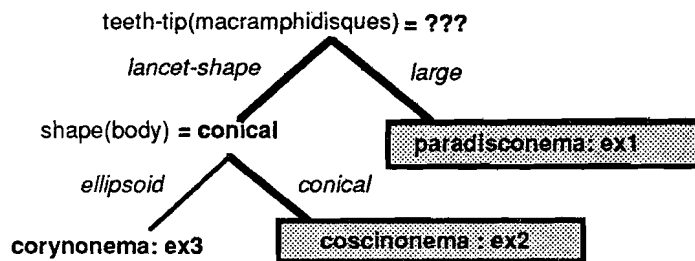 teeth-tip(macramphidisques) = ???
lancet-shape
large
shape(body) = conical
paradisconema: ex1
ellipsoid
conical
corynonema: ex3
coscinonema : ex2